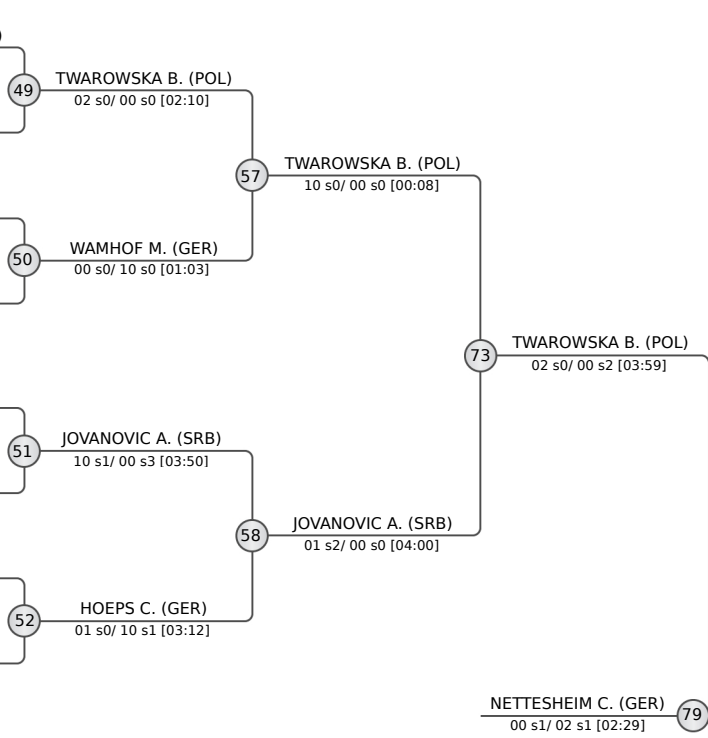 )
TWAROWSKA B. (POL)
49
02 s0/ 00 s0 [02:10]
TWAROWSKA B. (POL)
57
10 s0/ 00 s0 [00:08]
WAMHOF M. (GER)
50
00 s0/ 10 s0 [01:03]
TWAROWSKA B. (POL)
73
02 s0/ 00 s2 [03:59]
JOVANOVIC A. (SRB)
51
10 s1/ 00 s3 [03:50]
JOVANOVIC A. (SRB)
58
01 s2/ 00 s0 [04:00]
HOEPS C. (GER)
52
01 s0/ 10 s1 [03:12]
NETTESHEIM C. (GER)
79
00 s1/ 02 s1 [02:29]